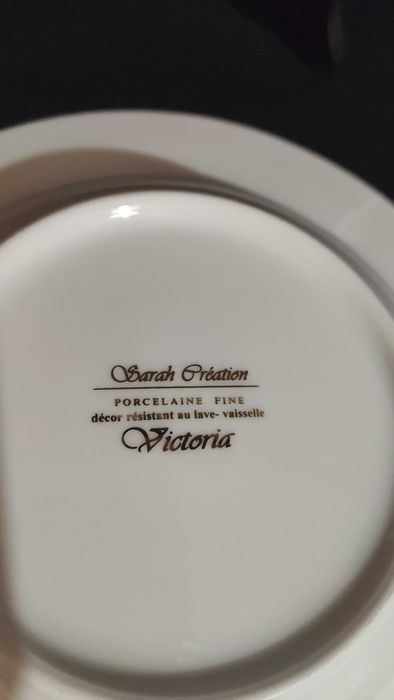 Sarah Création
PORCELAINE FINE
décor résistant au lave- vaisselle
Victoria